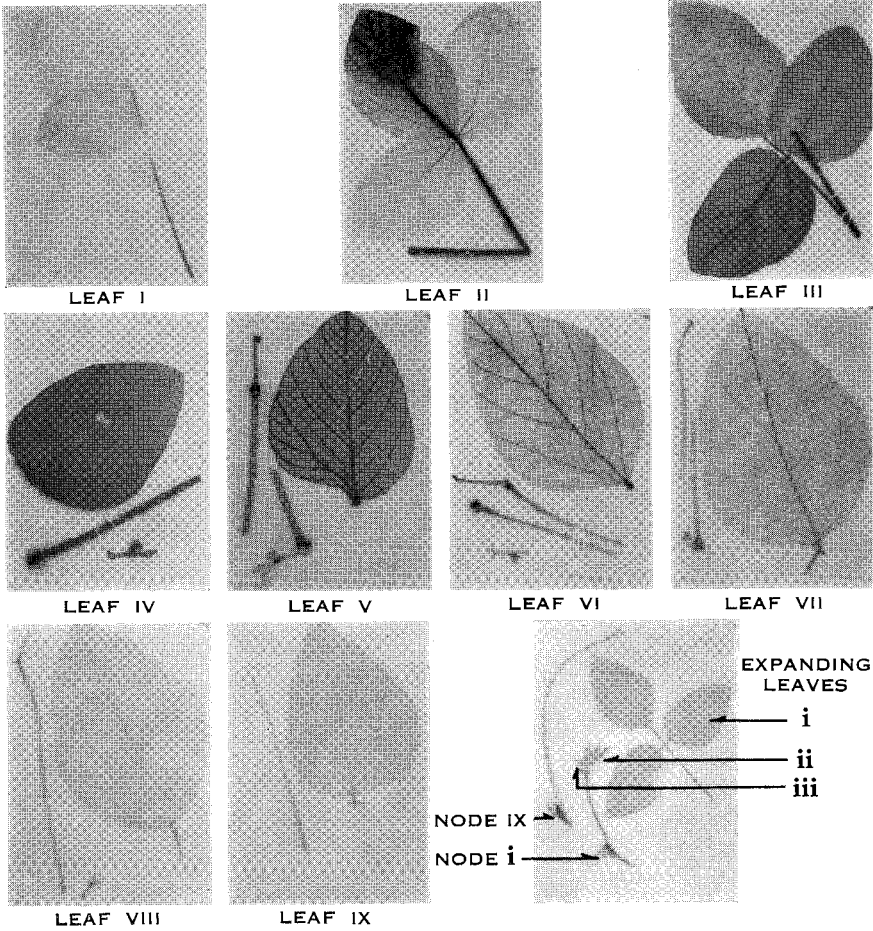 LEAF I
LEAF II
LEAF III
LEAF IV
LEAF V
LEAF VI
LEAF VII
LEAF VIII
LEAF IX
EXPANDING
LEAVES
i
ii
iii
NODE IX
NODE i